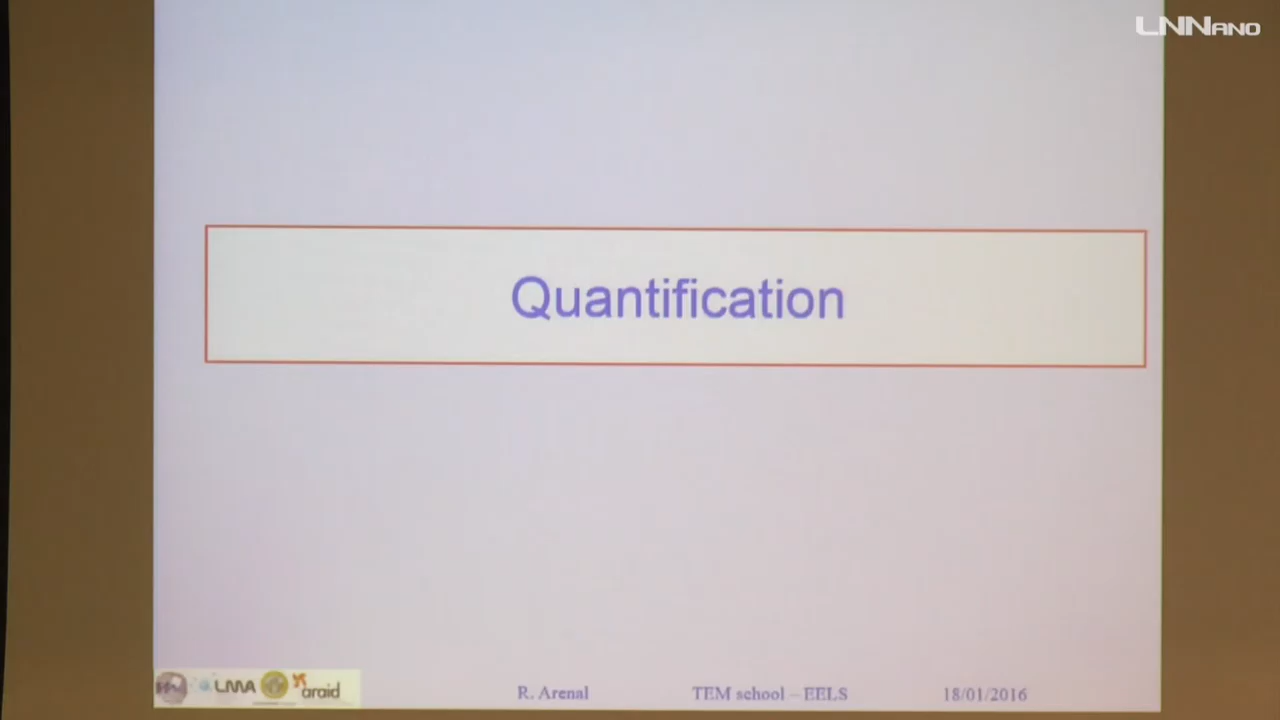 LNNANO
Quantification
LMA
araid
R. Arenal
TEM school – EELS
18/01/2016